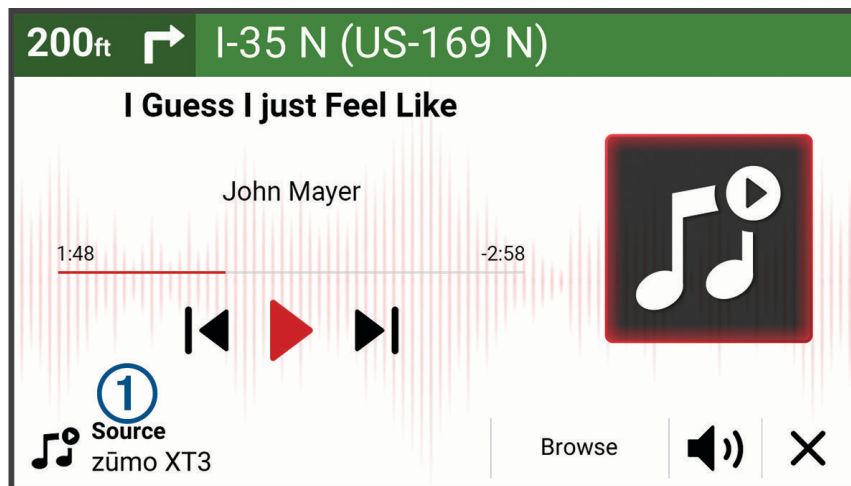 200ft I-35 N (US-169 N)
I Guess I just Feel Like
John Mayer
1:48 -2:58
1
Source
zūmo XT3
Browse